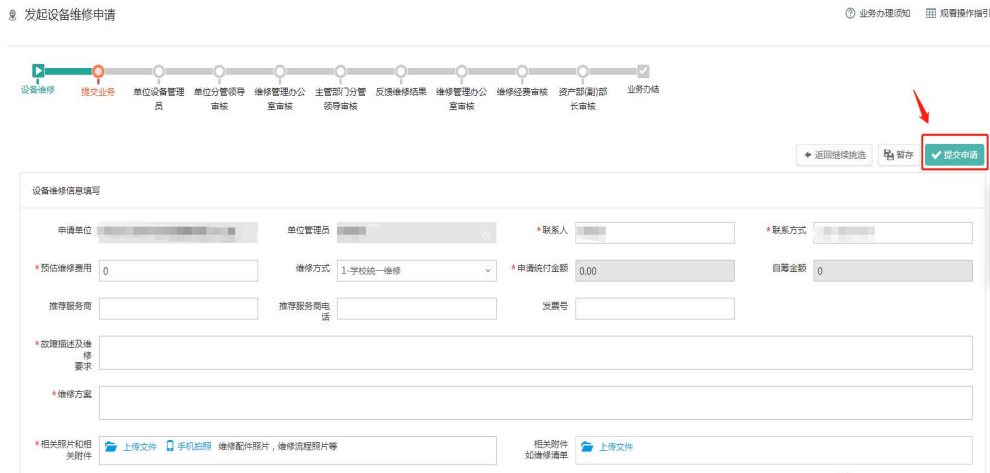 发起设备维修申请
业务办理须知 观看操作指引
设备维修 提交业务 单位设备管理 单位分管领导 维修管理办公 主管部门分管 反馈维修结果 维修管理办公 维修经费审核 资产部(副)部 业务办结
员 审核 室审核 领导审核 室审核 长审核
返回继续挑选 暂存 提交申请
设备维修信息填写
申请单位 单位管理员 *联系人 *联系方式
*预估维修费用 0 维修方式 1-学校统一维修 *申请统付金额 0.00 自筹金额 0
推荐服务商 推荐服务商电 发票号
话
*故障描述及维
修
要求
*维修方案
*相关照片和相 上传文件 手机拍照 维修配件照片，维修流程照片等 相关附件 上传文件
关附件 如维修清单